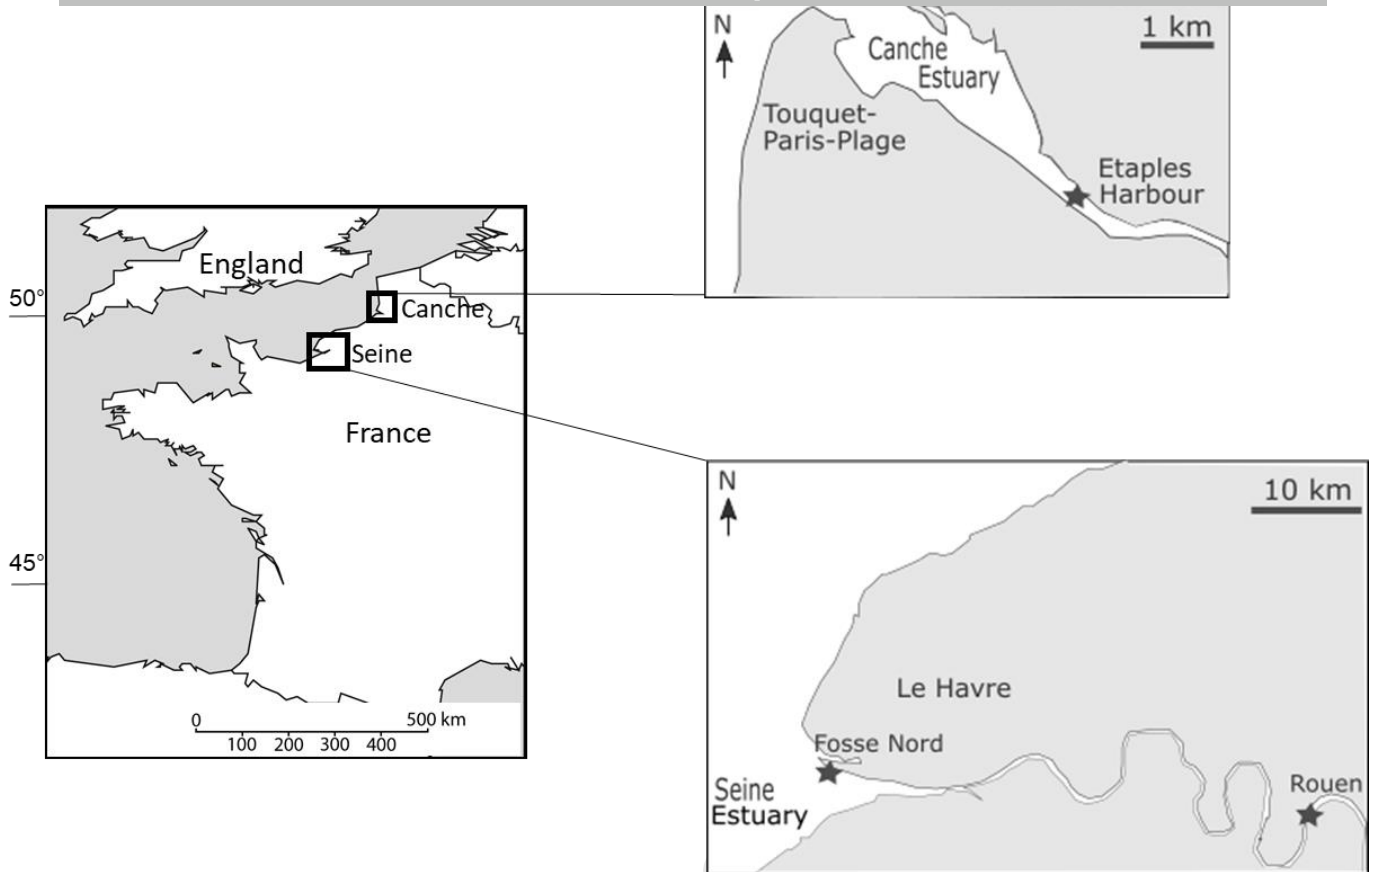 N
1 km
Canche
Estuary
Touquet-
Paris-Plage
Etaples
Harbour
England
50°
Canche
Seine
France
45°
0
500 km
100 200 300 400
N
10 km
Le Havre
Fosse Nord
Seine
Estuary
Rouen